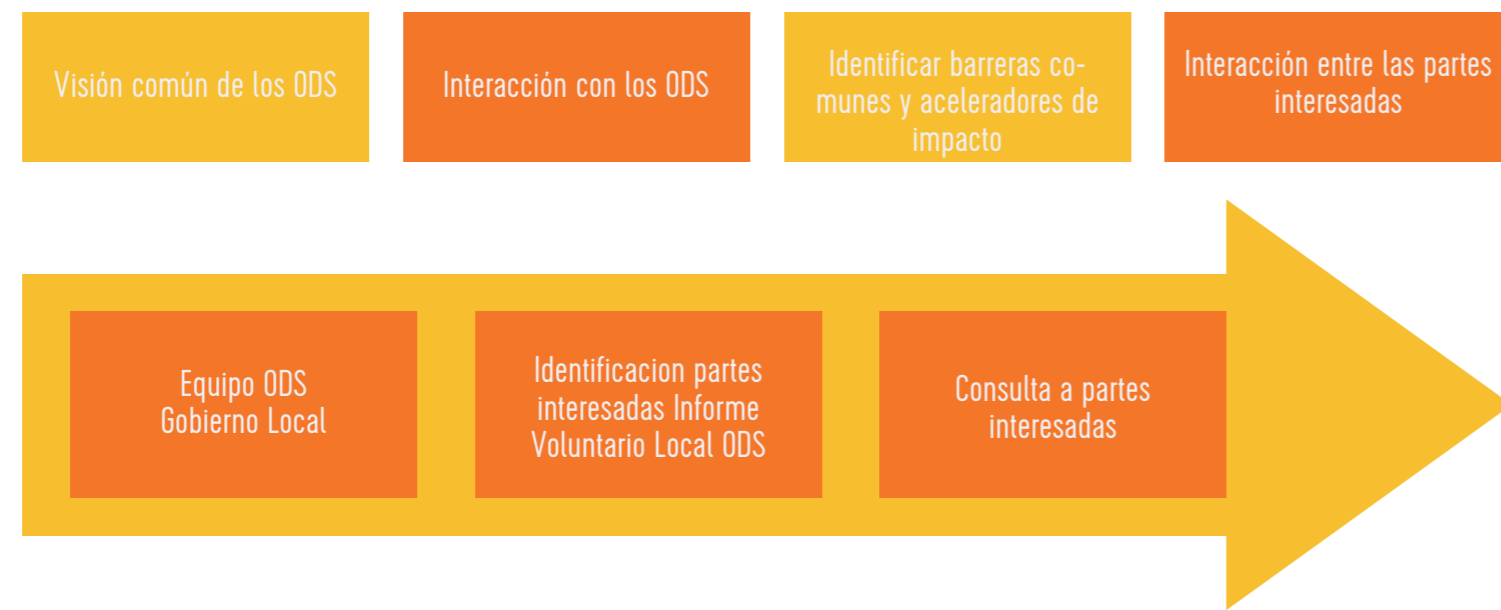 Visión común de los ODS
Interacción con los ODS
Identificar barreras co-
munes y aceleradores de
impacto
Interacción entre las partes
interesadas
Equipo ODS
Gobierno Local
Identificacion partes
interesadas Informe
Voluntario Local ODS
Consulta a partes
interesadas